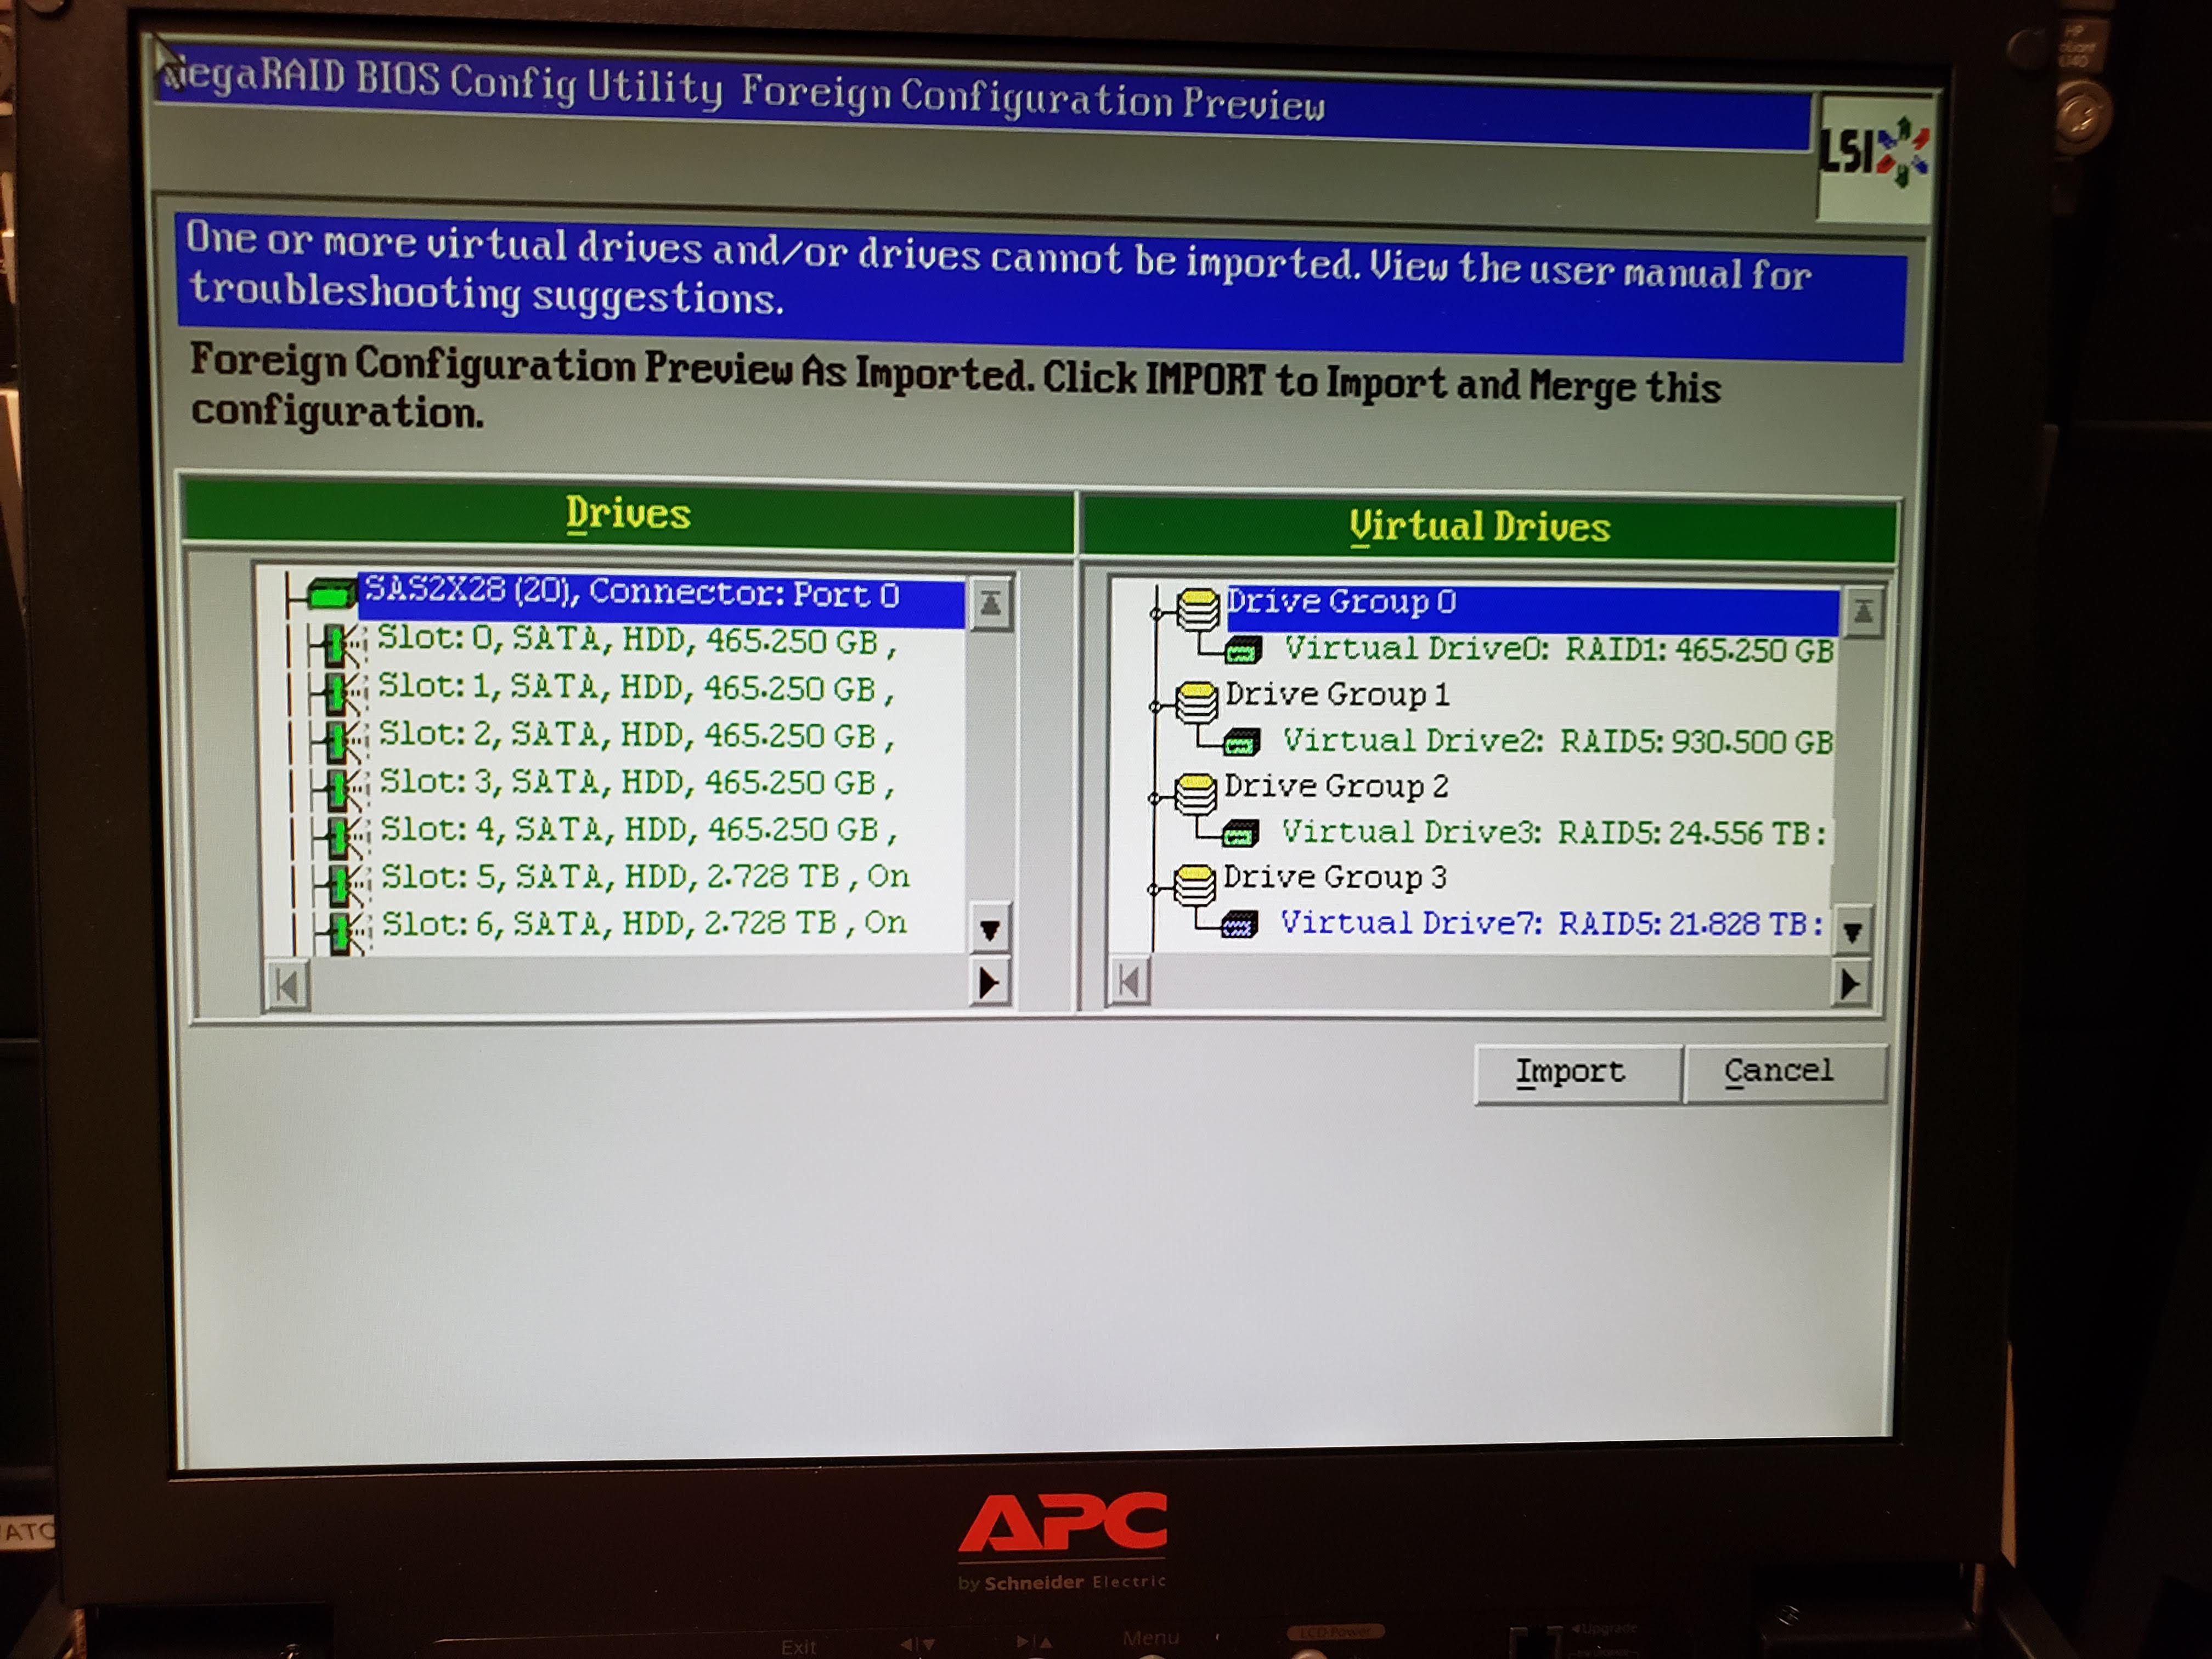 MegaRAID BIOS Config Utility Foreign Configuration Preview
LSI
One or more virtual drives and/or drives cannot be imported. View the user manual for
troubleshooting suggestions.
Foreign Configuration Preview As Imported. Click IMPORT to Import and Merge this
configuration.
Drives
SAS2X28 (20), Connector: Port 0
Slot: 0, SATA, HDD, 465.250 GB ,
Slot: 1, SATA, HDD, 465.250 GB ,
Slot: 2, SATA, HDD, 465.250 GB ,
Slot: 3, SATA, HDD, 465.250 GB ,
Slot: 4, SATA, HDD, 465.250 GB ,
Slot: 5, SATA, HDD, 2.728 TB , On
Slot: 6, SATA, HDD, 2.728 TB , On
Virtual Drives
Drive Group 0
Virtual Drive0: RAID1: 465.250 GB
Drive Group 1
Virtual Drive2: RAID5: 930.500 GB
Drive Group 2
Virtual Drive3: RAID5: 24.556 TB :
Drive Group 3
Virtual Drive7: RAID5: 21.828 TB :
Import
Cancel
APC
by Schneider Electric
Exit
Menu
LCD Power
Upgrade
HP